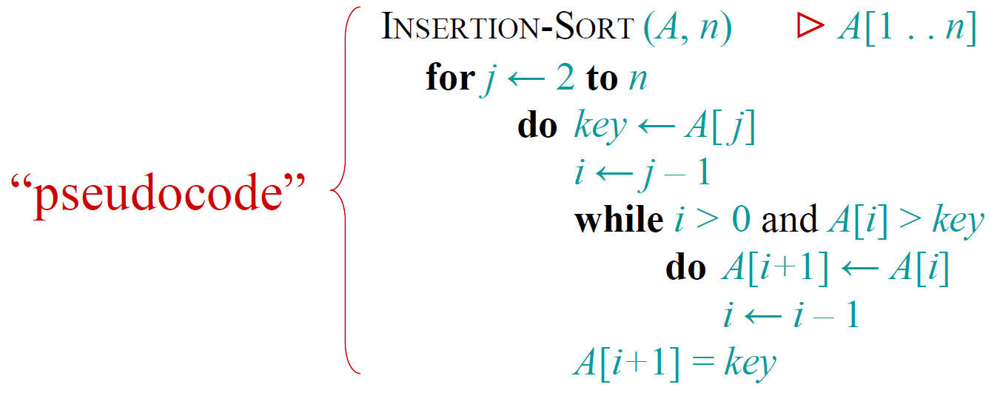 “pseudocode”
INSERTION-SORT (A, n) ▷ A[1 . . n]
for j ← 2 to n
do key ← A[ j]
i ← j – 1
while i > 0 and A[i] > key
do A[i+1] ← A[i]
i ← i – 1
A[i+1] = key